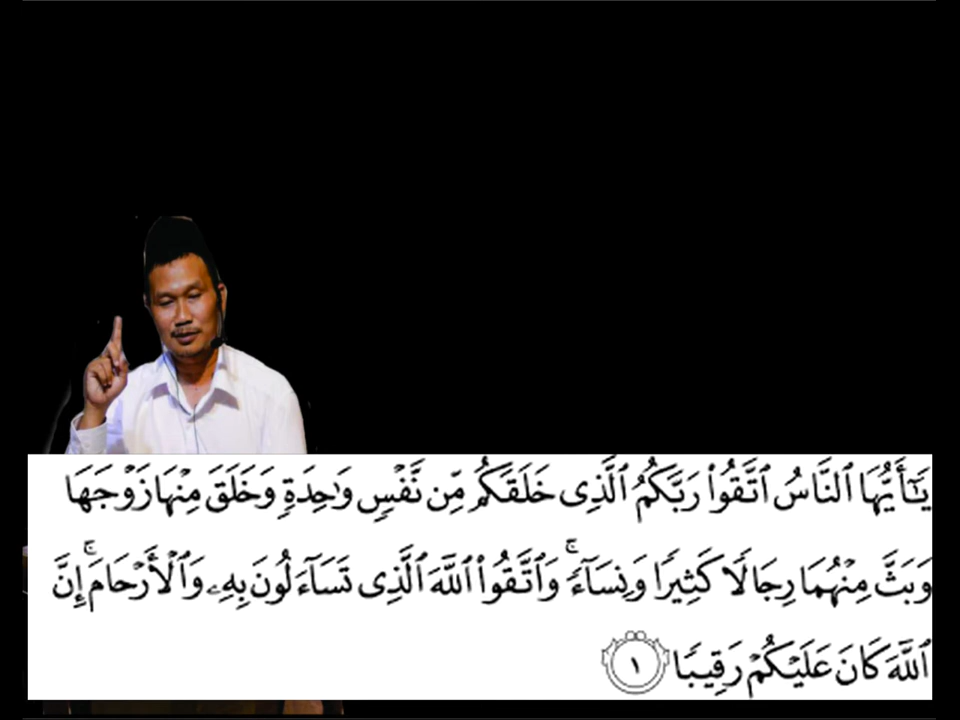 يَـٰٓأَيُّهَا ٱلنَّاسُ ٱتَّقُوا۟ رَبَّكُمُ ٱلَّذِى خَلَقَكُم مِّن نَّفْسٍ وَٰحِدَةٍ وَخَلَقَ مِنْهَا زَوْجَهَا
وَبَثَّ مِنْهُمَا رِجَالًا كَثِيرًا وَنِسَآءً ۚ وَٱتَّقُوا۟ ٱللَّهَ ٱلَّذِى تَسَآءَلُونَ بِهِۦ وَٱلْأَرْحَامَ ۚ إِنَّ
ٱللَّهَ كَانَ عَلَيْكُمْ رَقِيبًا ١